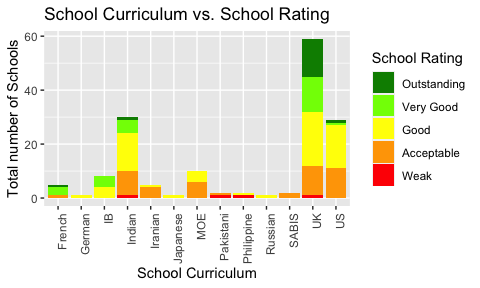 School Curriculum vs. School Rating
Total number of Schools
60
40
20
0
French
German
IB
Indian
Iranian
Japanese
MOE
Pakistani
Philippine
Russian
SABIS
UK
US
School Curriculum
School Rating
Outstanding
Very Good
Good
Acceptable
Weak